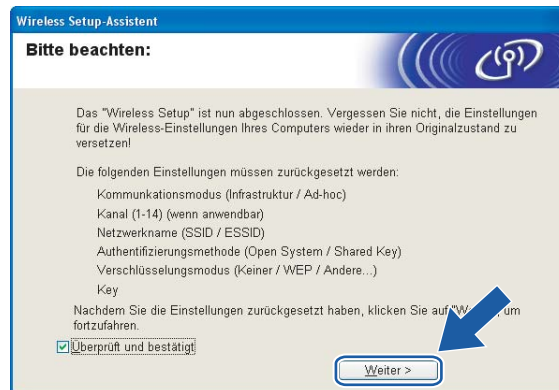 Wireless Setup-Assistent
Bitte beachten:
Das "Wireless Setup" ist nun abgeschlossen. Vergessen Sie nicht, die Einstellungen
für die Wireless-Einstellungen Ihres Computers wieder in ihren Originalzustand zu
versetzen!
Die folgenden Einstellungen müssen zurückgesetzt werden:
Kommunkationsmodus (Infrastruktur / Ad-hoc)
Kanal (1-14) (wenn anwendbar)
Netzwerkname (SSID / ESSID)
Authentifizierungsmethode (Open System / Shared Key)
Verschlüsselungsmodus (Keiner / WEP / Andere...)
Key
Nachdem Sie die Einstellungen zurückgesetzt haben, klicken Sie auf um
fortzufahren.
Überprüft und bestätigt
Weiter >